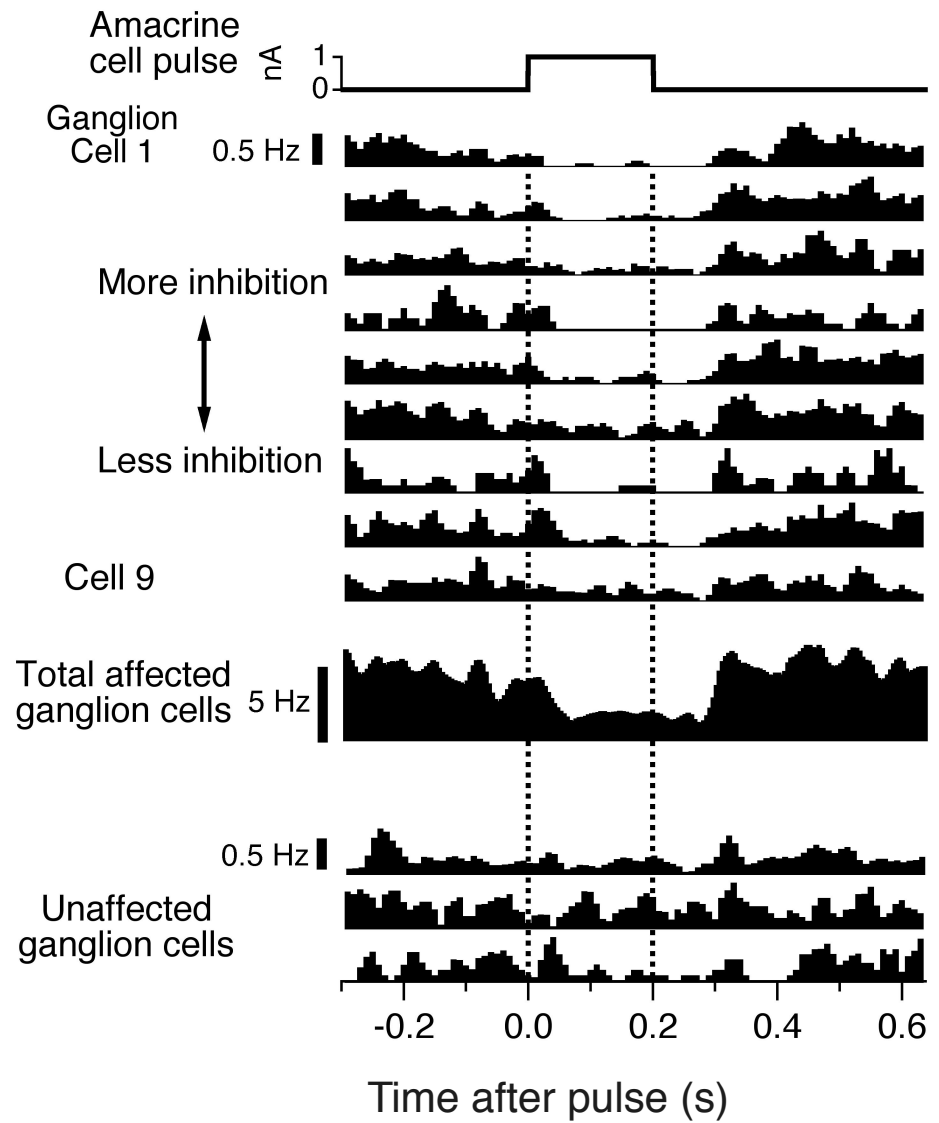 Amacrine
cell pulse
nA
1
0
Ganglion
Cell 1
0.5 Hz
More inhibition
Less inhibition
Cell 9
Total affected
ganglion cells
5 Hz
0.5 Hz
Unaffected
ganglion cells
-0.2 0.0 0.2 0.4 0.6
Time after pulse (s)